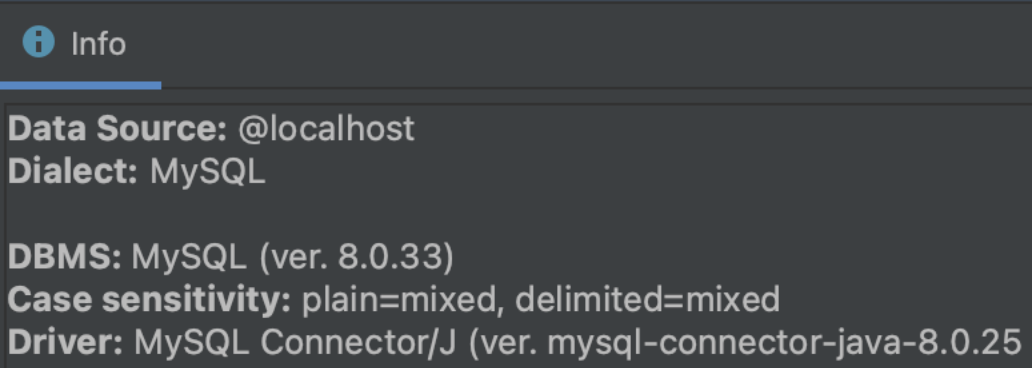 Info
Data Source: @localhost
Dialect: MySQL
DBMS: MySQL (ver. 8.0.33)
Case sensitivity: plain=mixed, delimited=mixed
Driver: MySQL Connector/J (ver. mysql-connector-java-8.0.25